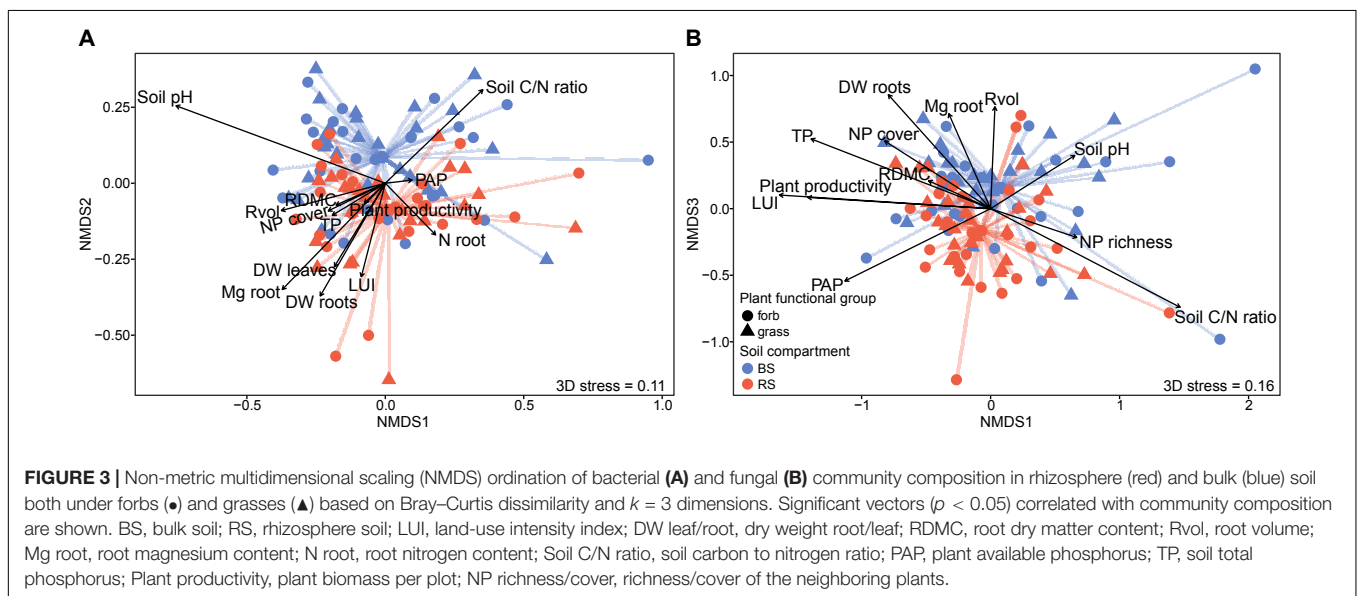 A
B
Soil pH
Soil C/N ratio
PAP
RDMC
Rvol
NP cover
TP
Plant productivity
N root
DW leaves
Mg root
LUI
DW roots
0.25
0.00
−0.25
−0.50
NMDS2
−0.5
0.0
0.5
1.0
NMDS1
3D stress = 0.11
DW roots
Mg root
Rvol
TP
NP cover
Soil pH
RDMC
Plant productivity
LUI
NP richness
PAP
Soil C/N ratio
1.0
0.5
0.0
−0.5
−1.0
NMDS3
Plant functional group
forb
grass
Soil compartment
BS
RS
−1
0
1
2
NMDS1
3D stress = 0.16
FIGURE 3 | Non-metric multidimensional scaling (NMDS) ordination of bacterial (A) and fungal (B) community composition in rhizosphere (red) and bulk (blue) soil
both under forbs (●) and grasses (▲) based on Bray–Curtis dissimilarity and k = 3 dimensions. Significant vectors (p < 0.05) correlated with community composition
are shown. BS, bulk soil; RS, rhizosphere soil; LUI, land-use intensity index; DW leaf/root, dry weight root/leaf; RDMC, root dry matter content; Rvol, root volume;
Mg root, root magnesium content; N root, root nitrogen content; Soil C/N ratio, soil carbon to nitrogen ratio; PAP, plant available phosphorus; TP, soil total
phosphorus; Plant productivity, plant biomass per plot; NP richness/cover, richness/cover of the neighboring plants.